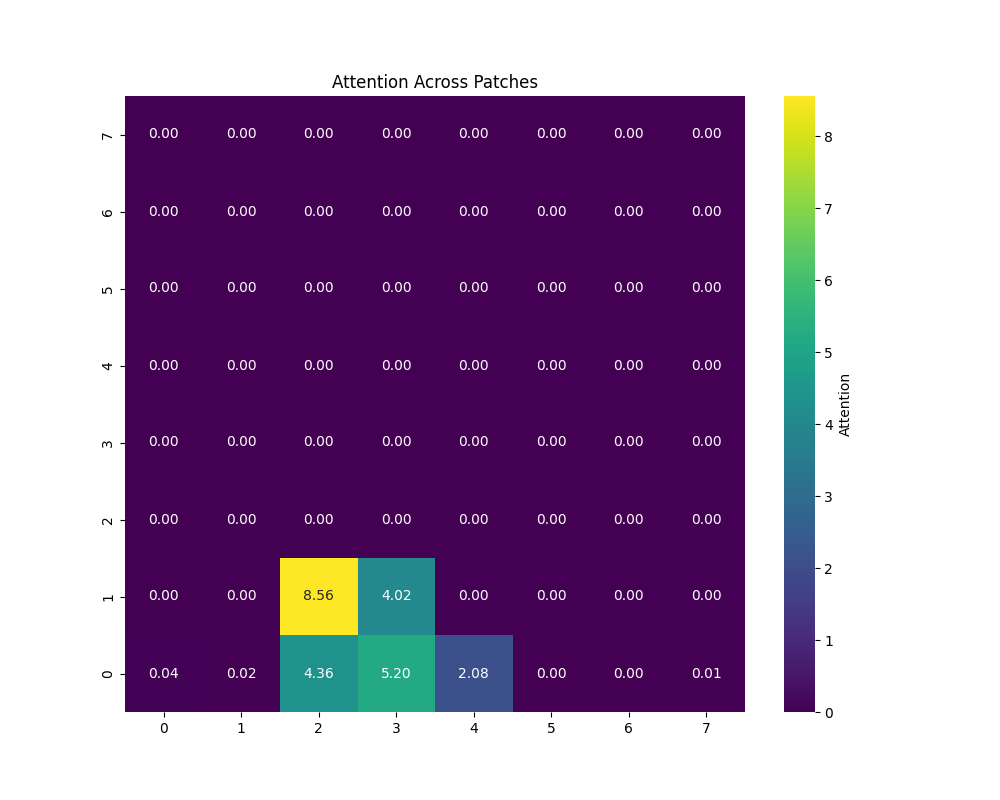 Attention Across Patches
7 0.00 0.00 0.00 0.00 0.00 0.00 0.00 0.00
6 0.00 0.00 0.00 0.00 0.00 0.00 0.00 0.00
5 0.00 0.00 0.00 0.00 0.00 0.00 0.00 0.00
4 0.00 0.00 0.00 0.00 0.00 0.00 0.00 0.00
3 0.00 0.00 0.00 0.00 0.00 0.00 0.00 0.00
2 0.00 0.00 0.00 0.00 0.00 0.00 0.00 0.00
1 0.00 0.00 8.56 4.02 0.00 0.00 0.00 0.00
0 0.04 0.02 4.36 5.20 2.08 0.00 0.00 0.01
0 1 2 3 4 5 6 7
8
7
6
5
4
3
2
1
0
Attention